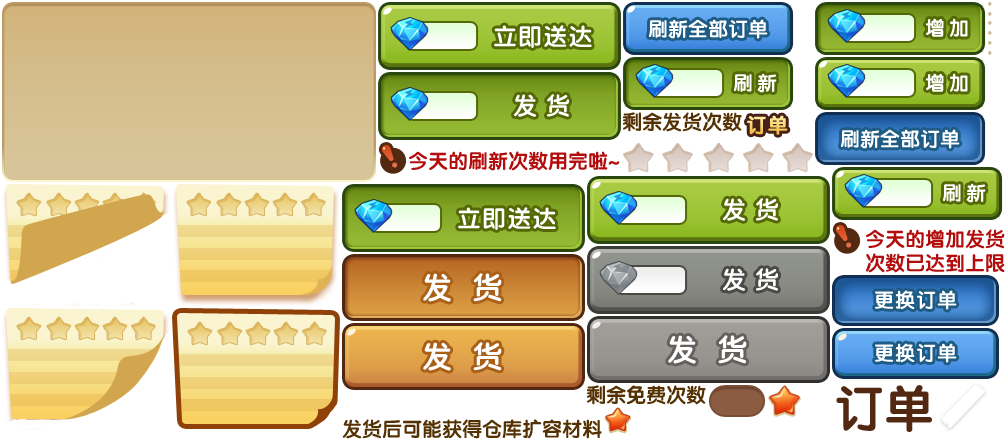 立即送达
刷新全部订单
增加
发货
刷新
增加
剩余发货次数
订单
刷新全部订单
今天的刷新次数用完啦~
立即送达
发货
刷新
今天的增加发货
次数已达到上限
发货
发货
更换订单
发货
发货
更换订单
剩余免费次数
订单
发货后可能获得仓库扩容材料